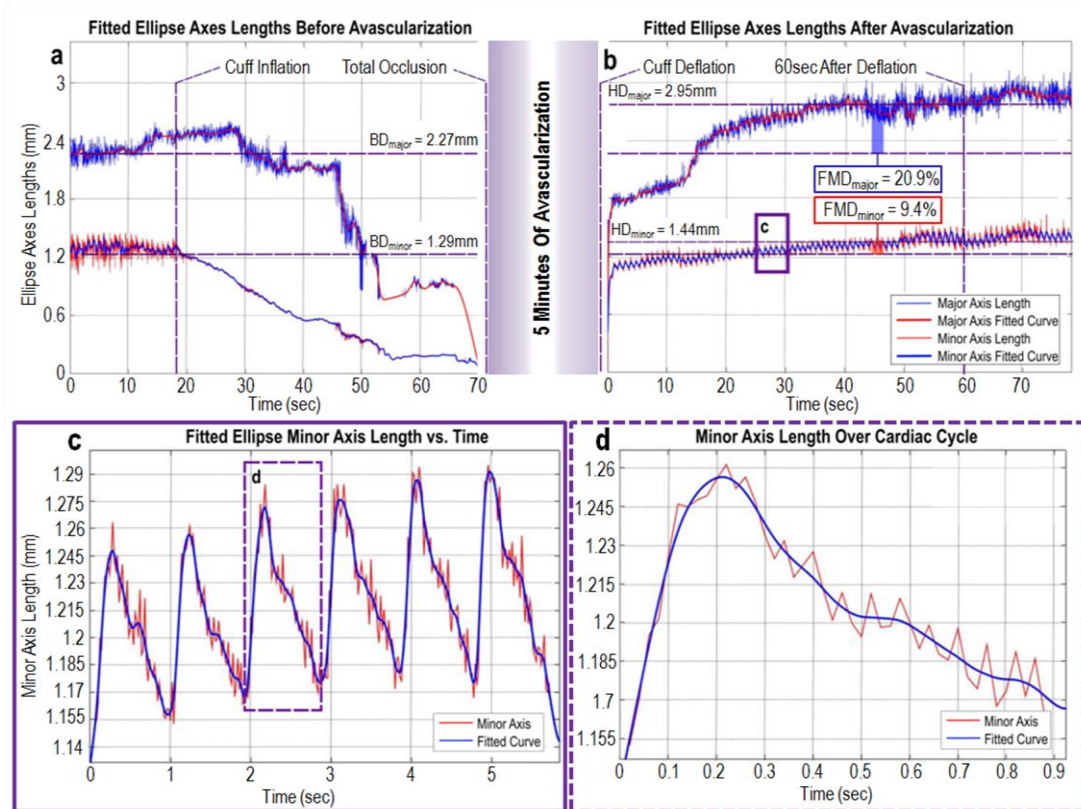 Fitted Ellipse Axes Lengths Before Avascularization
a
Cuff Inflation
Total Occlusion
BDmajor = 2.27mm
BDminor = 1.29mm
Ellipse Axes Lengths (mm)
3
2.4
1.8
1.2
0.6
0
0 10 20 30 40 50 60 70
Time (sec)
5 Minutes Of Avascularization
Fitted Ellipse Axes Lengths After Avascularization
b
Cuff Deflation
60sec After Deflation
HDmajor = 2.95mm
FMDmajor = 20.9%
FMDminor = 9.4%
HDminor = 1.44mm
c
Major Axis Length
Major Axis Fitted Curve
Minor Axis Length
Minor Axis Fitted Curve
0 10 20 30 40 50 60 70
Time (sec)
c
Fitted Ellipse Minor Axis Length vs. Time
d
Minor Axis Length (mm)
1.29
1.275
1.26
1.245
1.23
1.215
1.2
1.185
1.17
1.155
1.14
Minor Axis
Fitted Curve
0 1 2 3 4 5
Time (sec)
d
Minor Axis Length Over Cardiac Cycle
1.26
1.245
1.23
1.215
1.2
1.185
1.7
1.155
Minor Axis
Fitted Curve
0 0.1 0.2 0.3 0.4 0.5 0.6 0.7 0.8 0.9
Time (sec)